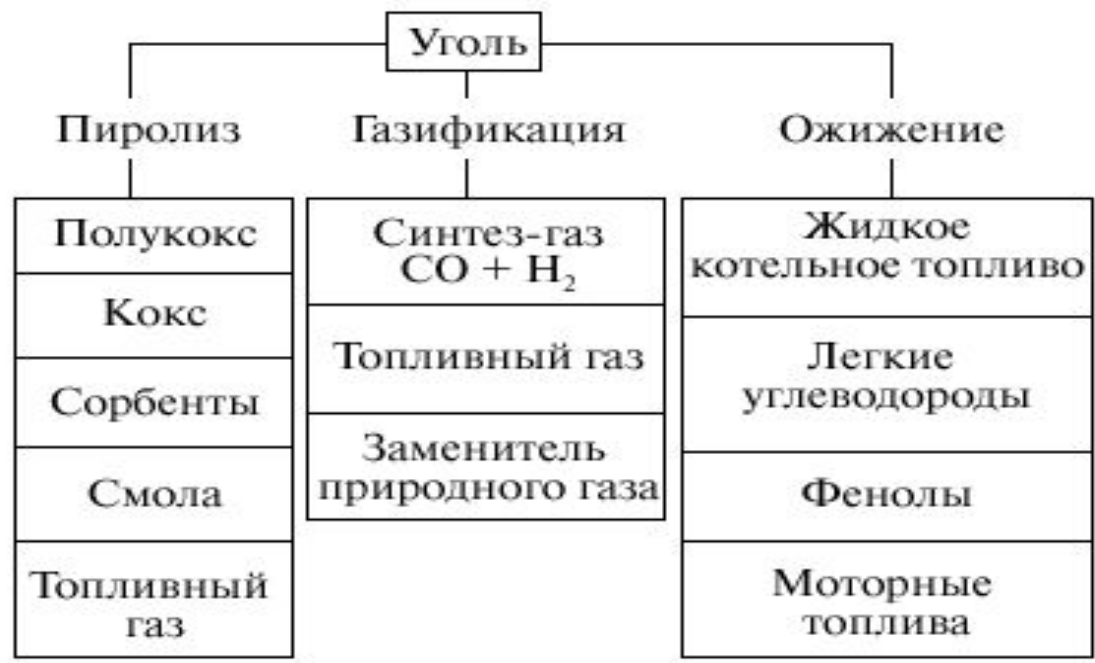 Уголь
Пиролиз
Газификация
Ожижение
Полукокс
Кокс
Сорбенты
Смола
Топливный
газ
Синтез-газ
CO + H₂
Топливный газ
Заменитель
природного газа
Жидкое
котельное топливо
Легкие
углеводороды
Фенолы
Моторные
топлива